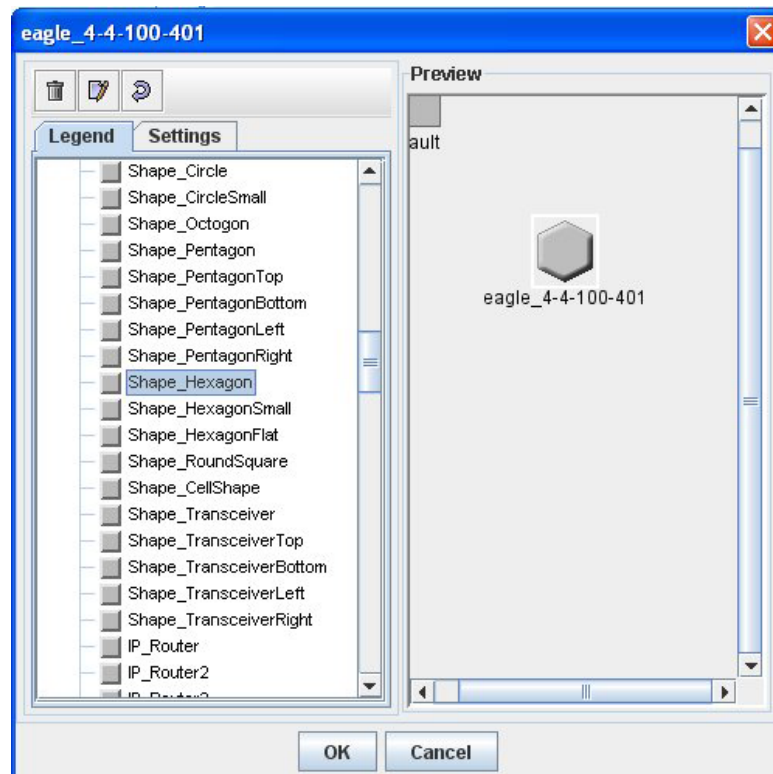 eagle_4-4-100-401
Preview
ault
Legend
Settings
Shape_Circle
Shape_CircleSmall
Shape_Octogon
Shape_Pentagon
Shape_PentagonTop
Shape_PentagonBottom
Shape_PentagonLeft
Shape_PentagonRight
Shape_Hexagon
Shape_HexagonSmall
Shape_HexagonFlat
Shape_RoundSquare
Shape_CellShape
Shape_Transceiver
Shape_TransceiverTop
Shape_TransceiverBottom
Shape_TransceiverLeft
Shape_TransceiverRight
IP_Router
IP_Router2
eagle_4-4-100-401
OK
Cancel